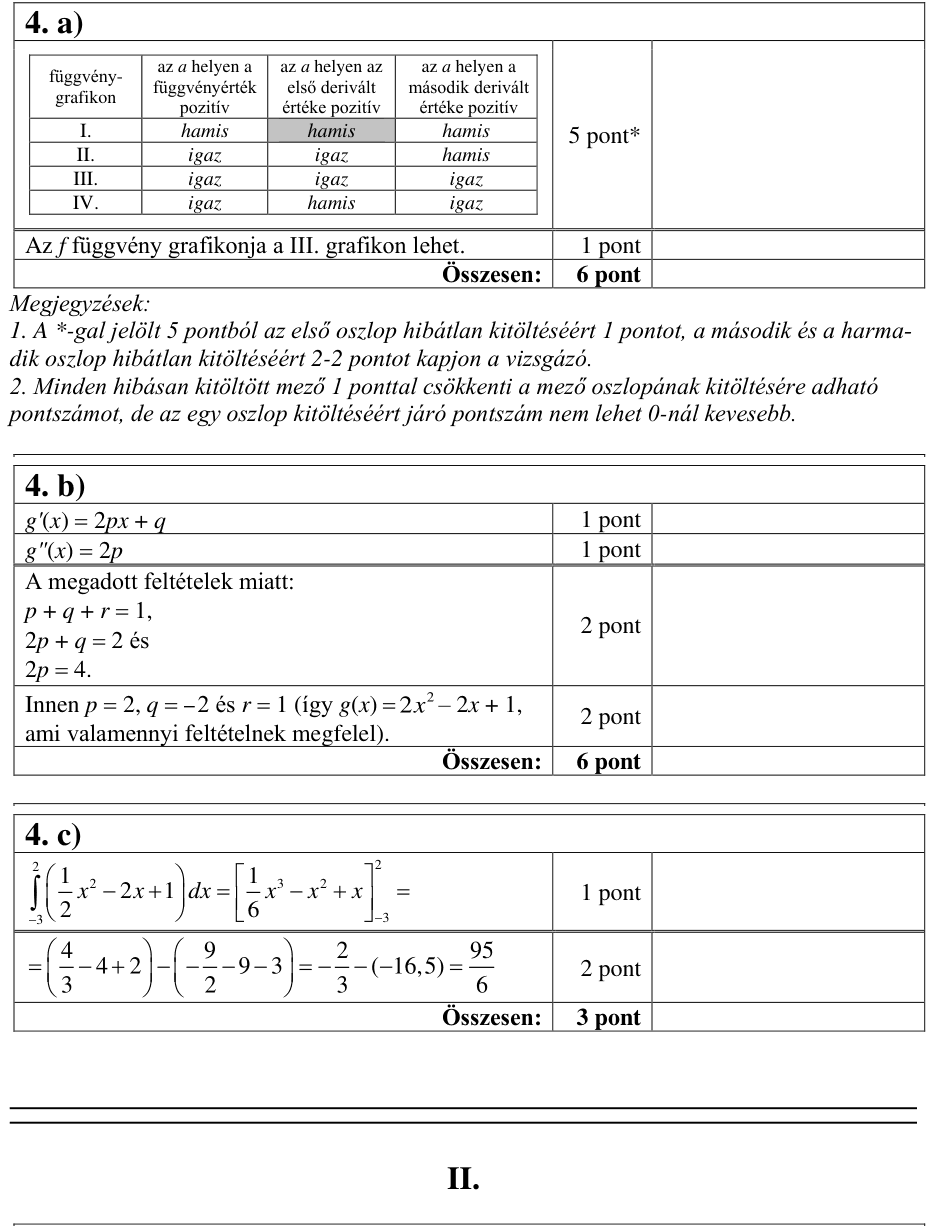 4. a)
függvény-grafikon | az a helyen a függvényérték pozitív | az a helyen az első derivált értéke pozitív | az a helyen a második derivált értéke pozitív
I. hamis hamis hamis
II. igaz igaz hamis
III. igaz igaz igaz
IV. igaz hamis igaz
5 pont*
Az f függvény grafikonja a III. grafikon lehet. 1 pont
Összesen: 6 pont
Megjegyzések:
1. A *-gal jelölt 5 pontból az első oszlop hibátlan kitöltéséért 1 pontot, a második és a harma-
dik oszlop hibátlan kitöltéséért 2-2 pontot kapjon a vizsgázó.
2. Minden hibásan kitöltött mező 1 ponttal csökkenti a mező oszlopának kitöltésére adható
pontszámot, de az egy oszlop kitöltéséért járó pontszám nem lehet 0-nál kevesebb.
4. b)
g'(x) = 2px + q 1 pont
g″(x) = 2p 1 pont
A megadott feltételek miatt:
p + q + r = 1,
2p + q = 2 és
2p = 4.
2 pont
Innen p = 2, q = –2 és r = 1 (így g(x) = 2x² – 2x + 1,
ami valamennyi feltételnek megfelel).
2 pont
Összesen: 6 pont
4. c)
∫₋₃² (1/2 x² − 2x + 1) dx = [1/6 x³ − x² + x]₋₃² = 1 pont
= (4/3 − 4 + 2) − (− 9/2 − 9 − 3) = − 2/3 − (−16,5) = 95/6 2 pont
Összesen: 3 pont
II.